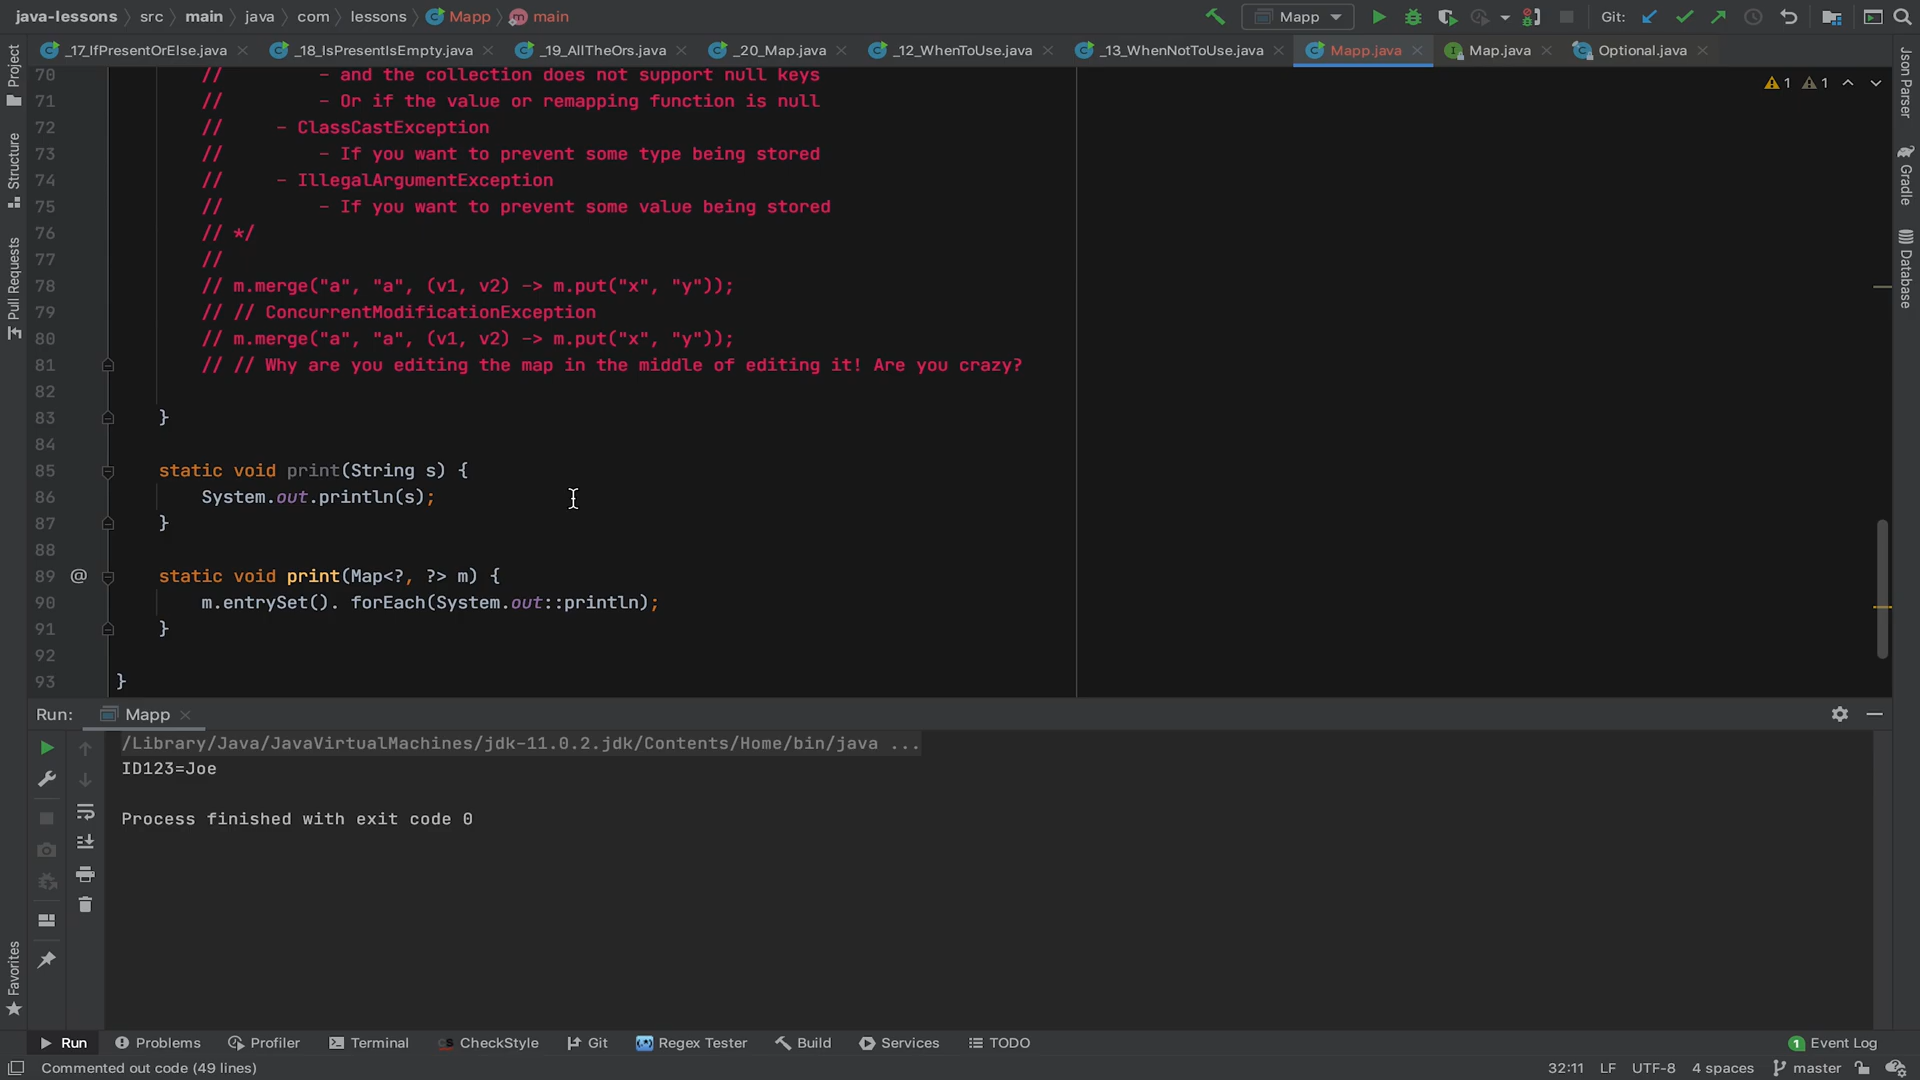 java-lessons src main java com lessons Mapp main
Mapp
Git:
_17_IfPresentOrElse.java _18_IsPresentIsEmpty.java _19_AllTheOrs.java _20_Map.java _12_WhenToUse.java _13_WhenNotToUse.java Mapp.java Map.java Optional.java
Project
Structure
Pull Requests
Favorites
Json Parser
Gradle
Database
1 1
70 // - and the collection does not support null keys
71 // - Or if the value or remapping function is null
72 // - ClassCastException
73 // - If you want to prevent some type being stored
74 // - IllegalArgumentException
75 // - If you want to prevent some value being stored
76 // */
77 //
78 // m.merge("a", "a", (v1, v2) -> m.put("x", "y"));
79 // // ConcurrentModificationException
80 // m.merge("a", "a", (v1, v2) -> m.put("x", "y"));
81 // // Why are you editing the map in the middle of editing it! Are you crazy?
82
83 }
84
85 static void print(String s) {
86 System.out.println(s);
87 }
88
89 @ static void print(Map<?, ?> m) {
90 m.entrySet(). forEach(System.out::println);
91 }
92
93 }
Run: Mapp
/Library/Java/JavaVirtualMachines/jdk-11.0.2.jdk/Contents/Home/bin/java ...
ID123=Joe
Process finished with exit code 0
Run Problems Profiler Terminal CS CheckStyle Git Regex Tester Build Services TODO 1 Event Log
Commented out code (49 lines) 32:11 LF UTF-8 4 spaces master